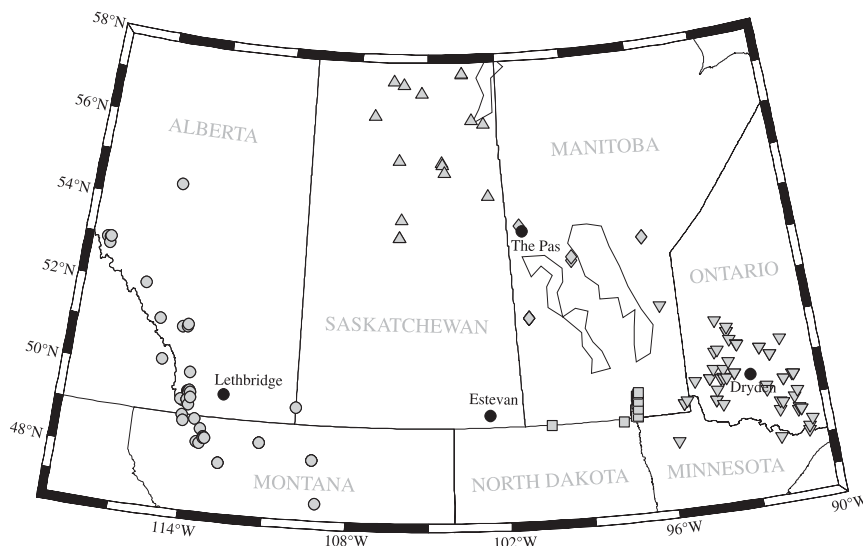 58°N
56°N
ALBERTA
MANITOBA
54°N
The Pas
52°N
ONTARIO
SASKATCHEWAN
50°N
Lethbridge
Dryden
Estevan
48°N
MONTANA
NORTH DAKOTA
MINNESOTA
114°W
108°W
102°W
96°W
90°W